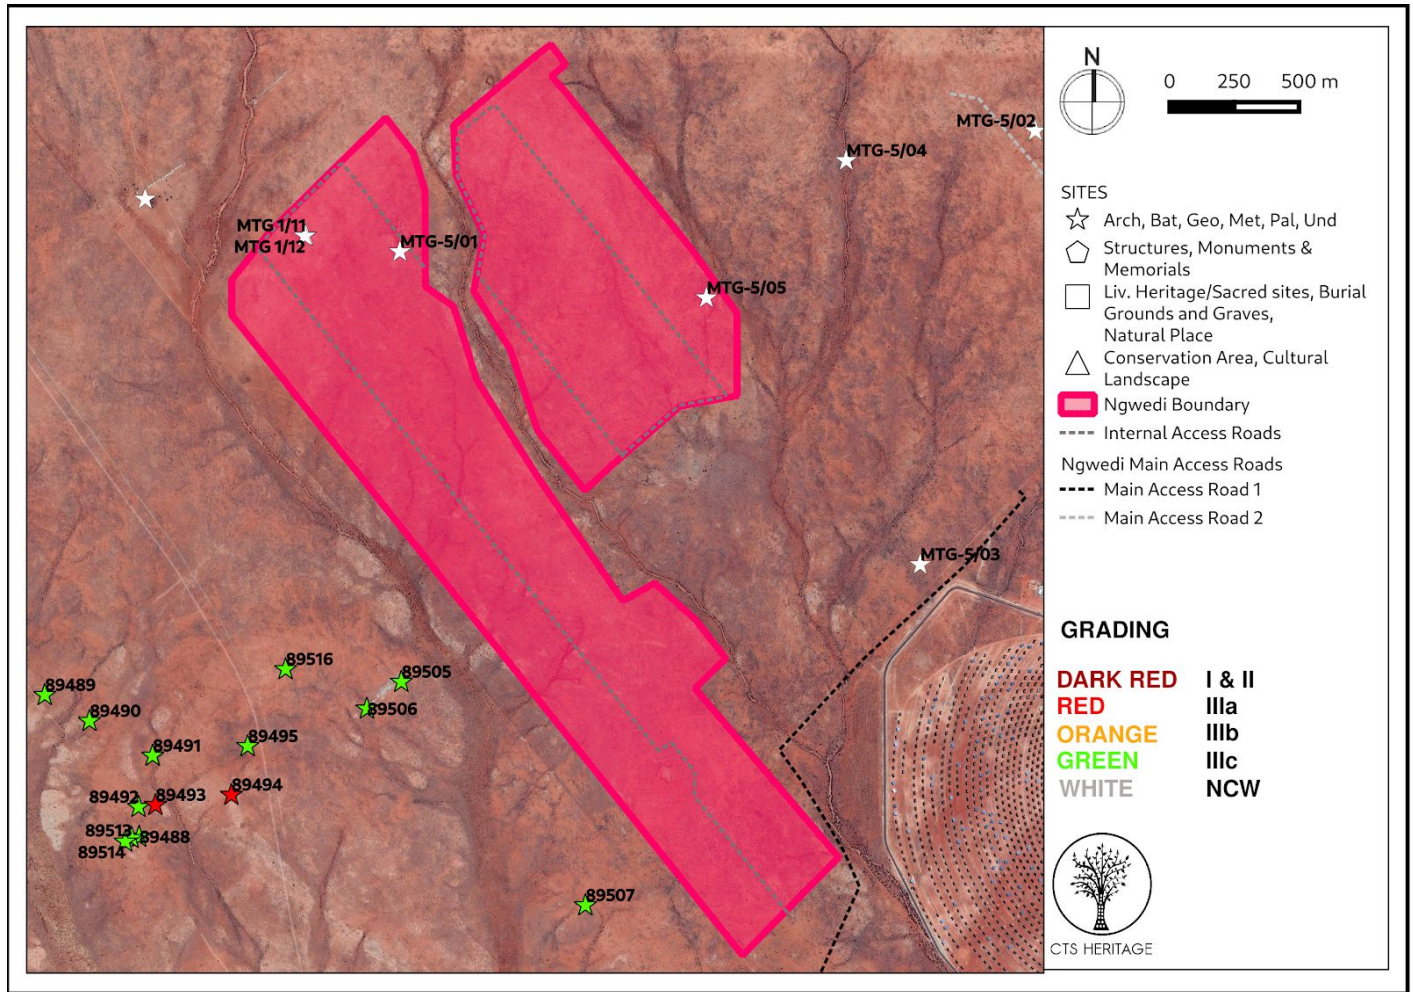 MTG-5/02
MTG-5/04
MTG 1/11
MTG 1/12
MTG-5/01
MTG-5/05
MTG-5/03
89516
89505
89489
89506
89490
89491
89495
89492
89493
89494
89513
89488
89514
89507
N
0 250 500 m
SITES
Arch, Bat, Geo, Met, Pal, Und
Structures, Monuments &
Memorials
Liv. Heritage/Sacred sites, Burial
Grounds and Graves,
Natural Place
Conservation Area, Cultural
Landscape
Ngwedi Boundary
Internal Access Roads
Ngwedi Main Access Roads
Main Access Road 1
Main Access Road 2
GRADING
DARK RED I & II
RED IIIa
ORANGE IIIb
GREEN IIIc
WHITE NCW
CTS HERITAGE